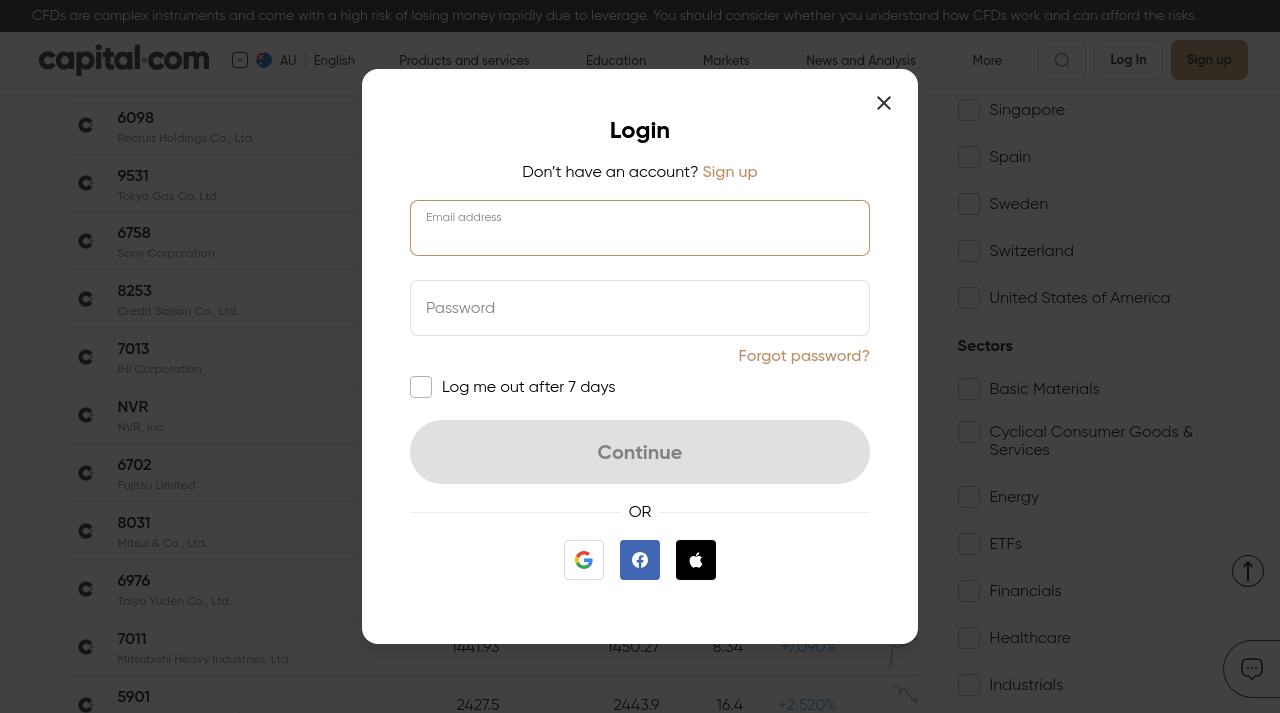 CFDs are complex instruments and come with a high risk of losing money rapidly due to leverage. You should consider whether you understand how CFDs work and can afford the risks.
capital.com
AU
English
Products and services
Education
Markets
News and Analysis
More
Log In
Sign up
6098
Recruit Holdings Co., Ltd.
9531
Tokyo Gas Co.,Ltd.
6758
Sony Corporation
8253
Credit Saison Co., Ltd.
7013
IHI Corporation
NVR
NVR, Inc.
6702
Fujitsu Limited
8031
Mitsui & Co., Ltd.
6976
Taiyo Yuden Co., Ltd.
7011
Mitsubishi Heavy Industries, Ltd.
1441.93 1450.27 8.34 +7.090%
5901
2427.5 2443.9 16.4 +2.520%
Login
Don’t have an account? Sign up
Email address
Password
Forgot password?
Log me out after 7 days
Continue
OR
Singapore
Spain
Sweden
Switzerland
United States of America
Sectors
Basic Materials
Cyclical Consumer Goods &
Services
Energy
ETFs
Financials
Healthcare
Industrials